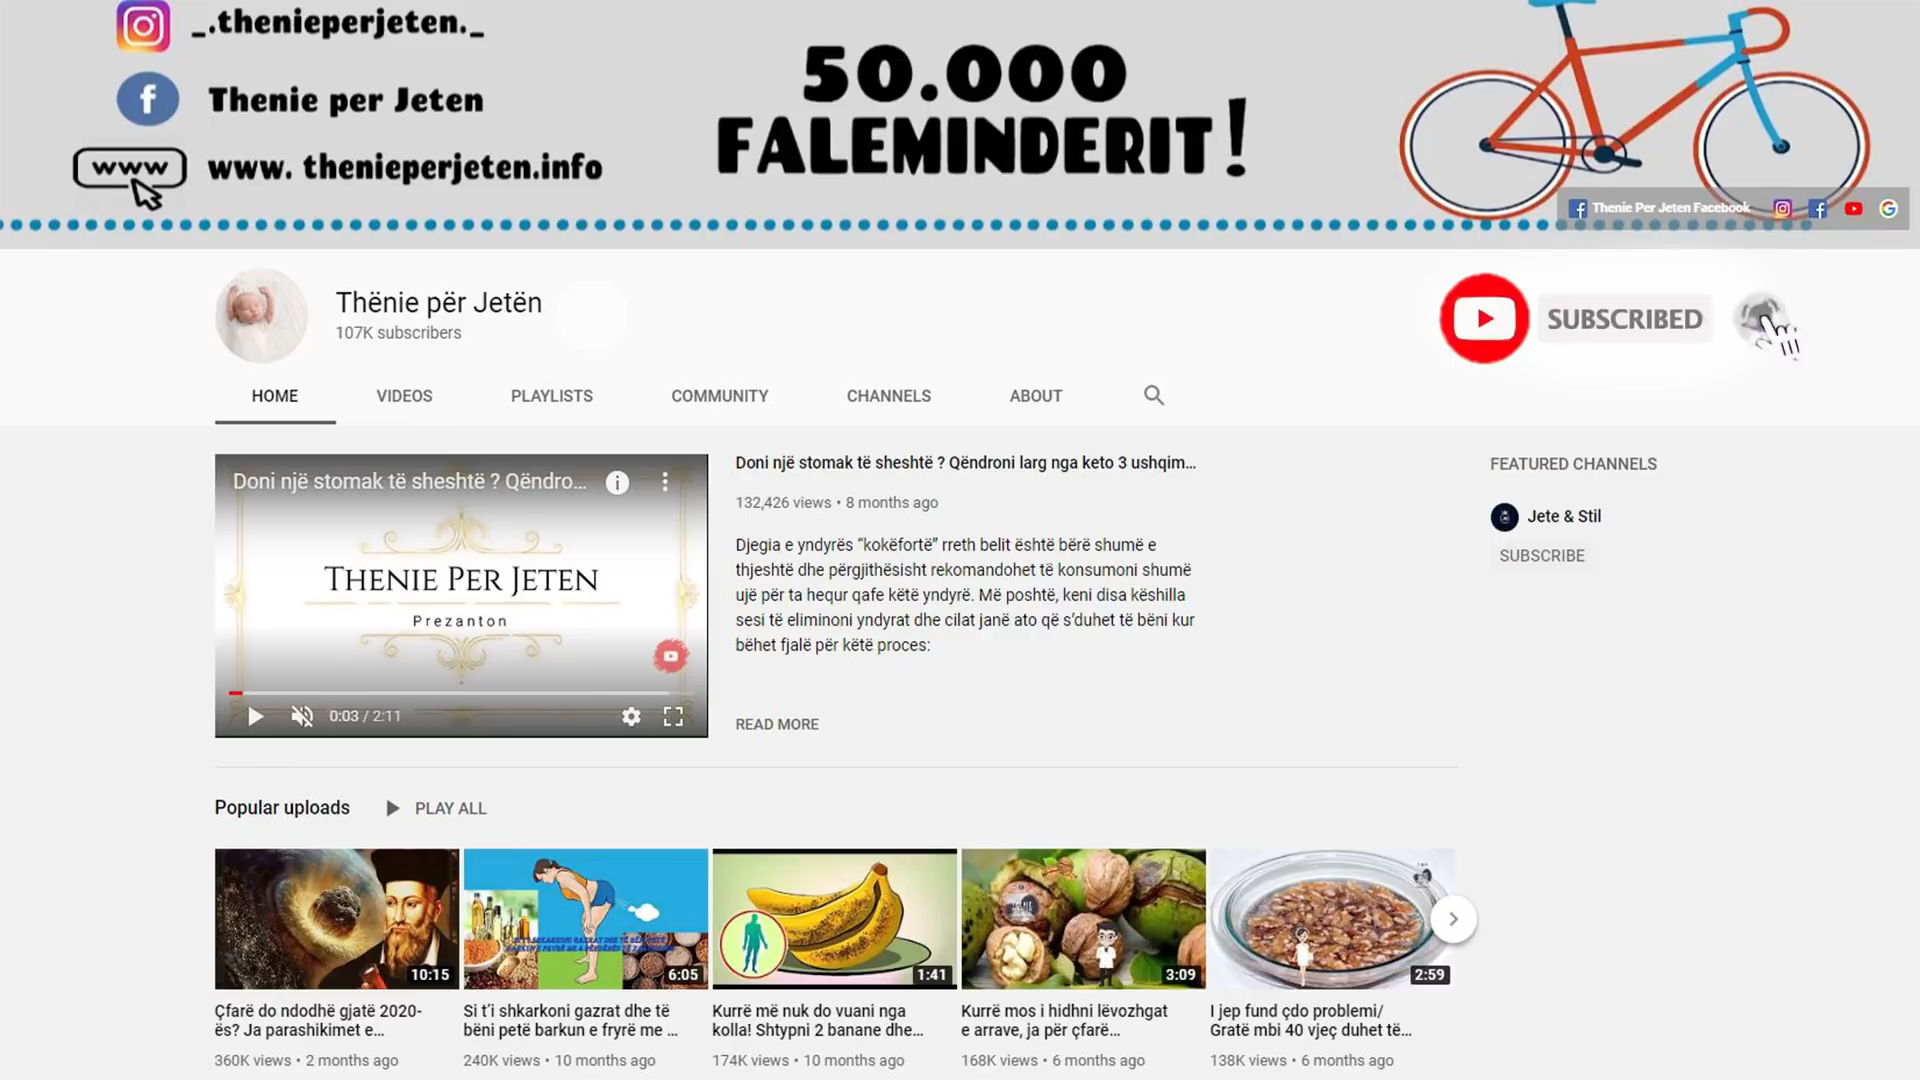 _.thenieperjeten._
Thenie per Jeten
www
www. thenieperjeten.info
50.000
FALEMINDERIT!
Thenie Per Jeten Facebook
Thënie për Jetën
107K subscribers
SUBSCRIBED
HOME
VIDEOS
PLAYLISTS
COMMUNITY
CHANNELS
ABOUT
Doni një stomak të sheshtë ? Qëndro...
THENIE PER JETEN
Prezanton
0:03 / 2:11
Doni një stomak të sheshtë ? Qëndroni larg nga keto 3 ushqim...
132,426 views • 8 months ago
Djegia e yndyrës “kokëfortë” rreth belit është bërë shumë e
thjeshtë dhe përgjithësisht rekomandohet të konsumoni shumë
ujë për ta hequr qafe këtë yndyrë. Më poshtë, keni disa këshilla
sesi të eliminoni yndyrat dhe cilat janë ato që s’duhet të bëni kur
bëhet fjalë për këtë proces:
READ MORE
FEATURED CHANNELS
Jete & Stil
SUBSCRIBE
Popular uploads
PLAY ALL
10:15
6:05
1:41
3:09
2:59
Çfarë do ndodhë gjatë 2020-
ës? Ja parashikimet e...
360K views • 2 months ago
Si t’i shkarkoni gazrat dhe të
bëni petë barkun e fryrë me ...
240K views • 10 months ago
Kurrë më nuk do vuani nga
kolla! Shtypni 2 banane dhe...
174K views • 10 months ago
Kurrë mos i hidhni lëvozhgat
e arrave, ja për çfarë...
168K views • 6 months ago
I jep fund çdo problemi/
Gratë mbi 40 vjeç duhet të...
138K views • 6 months ago